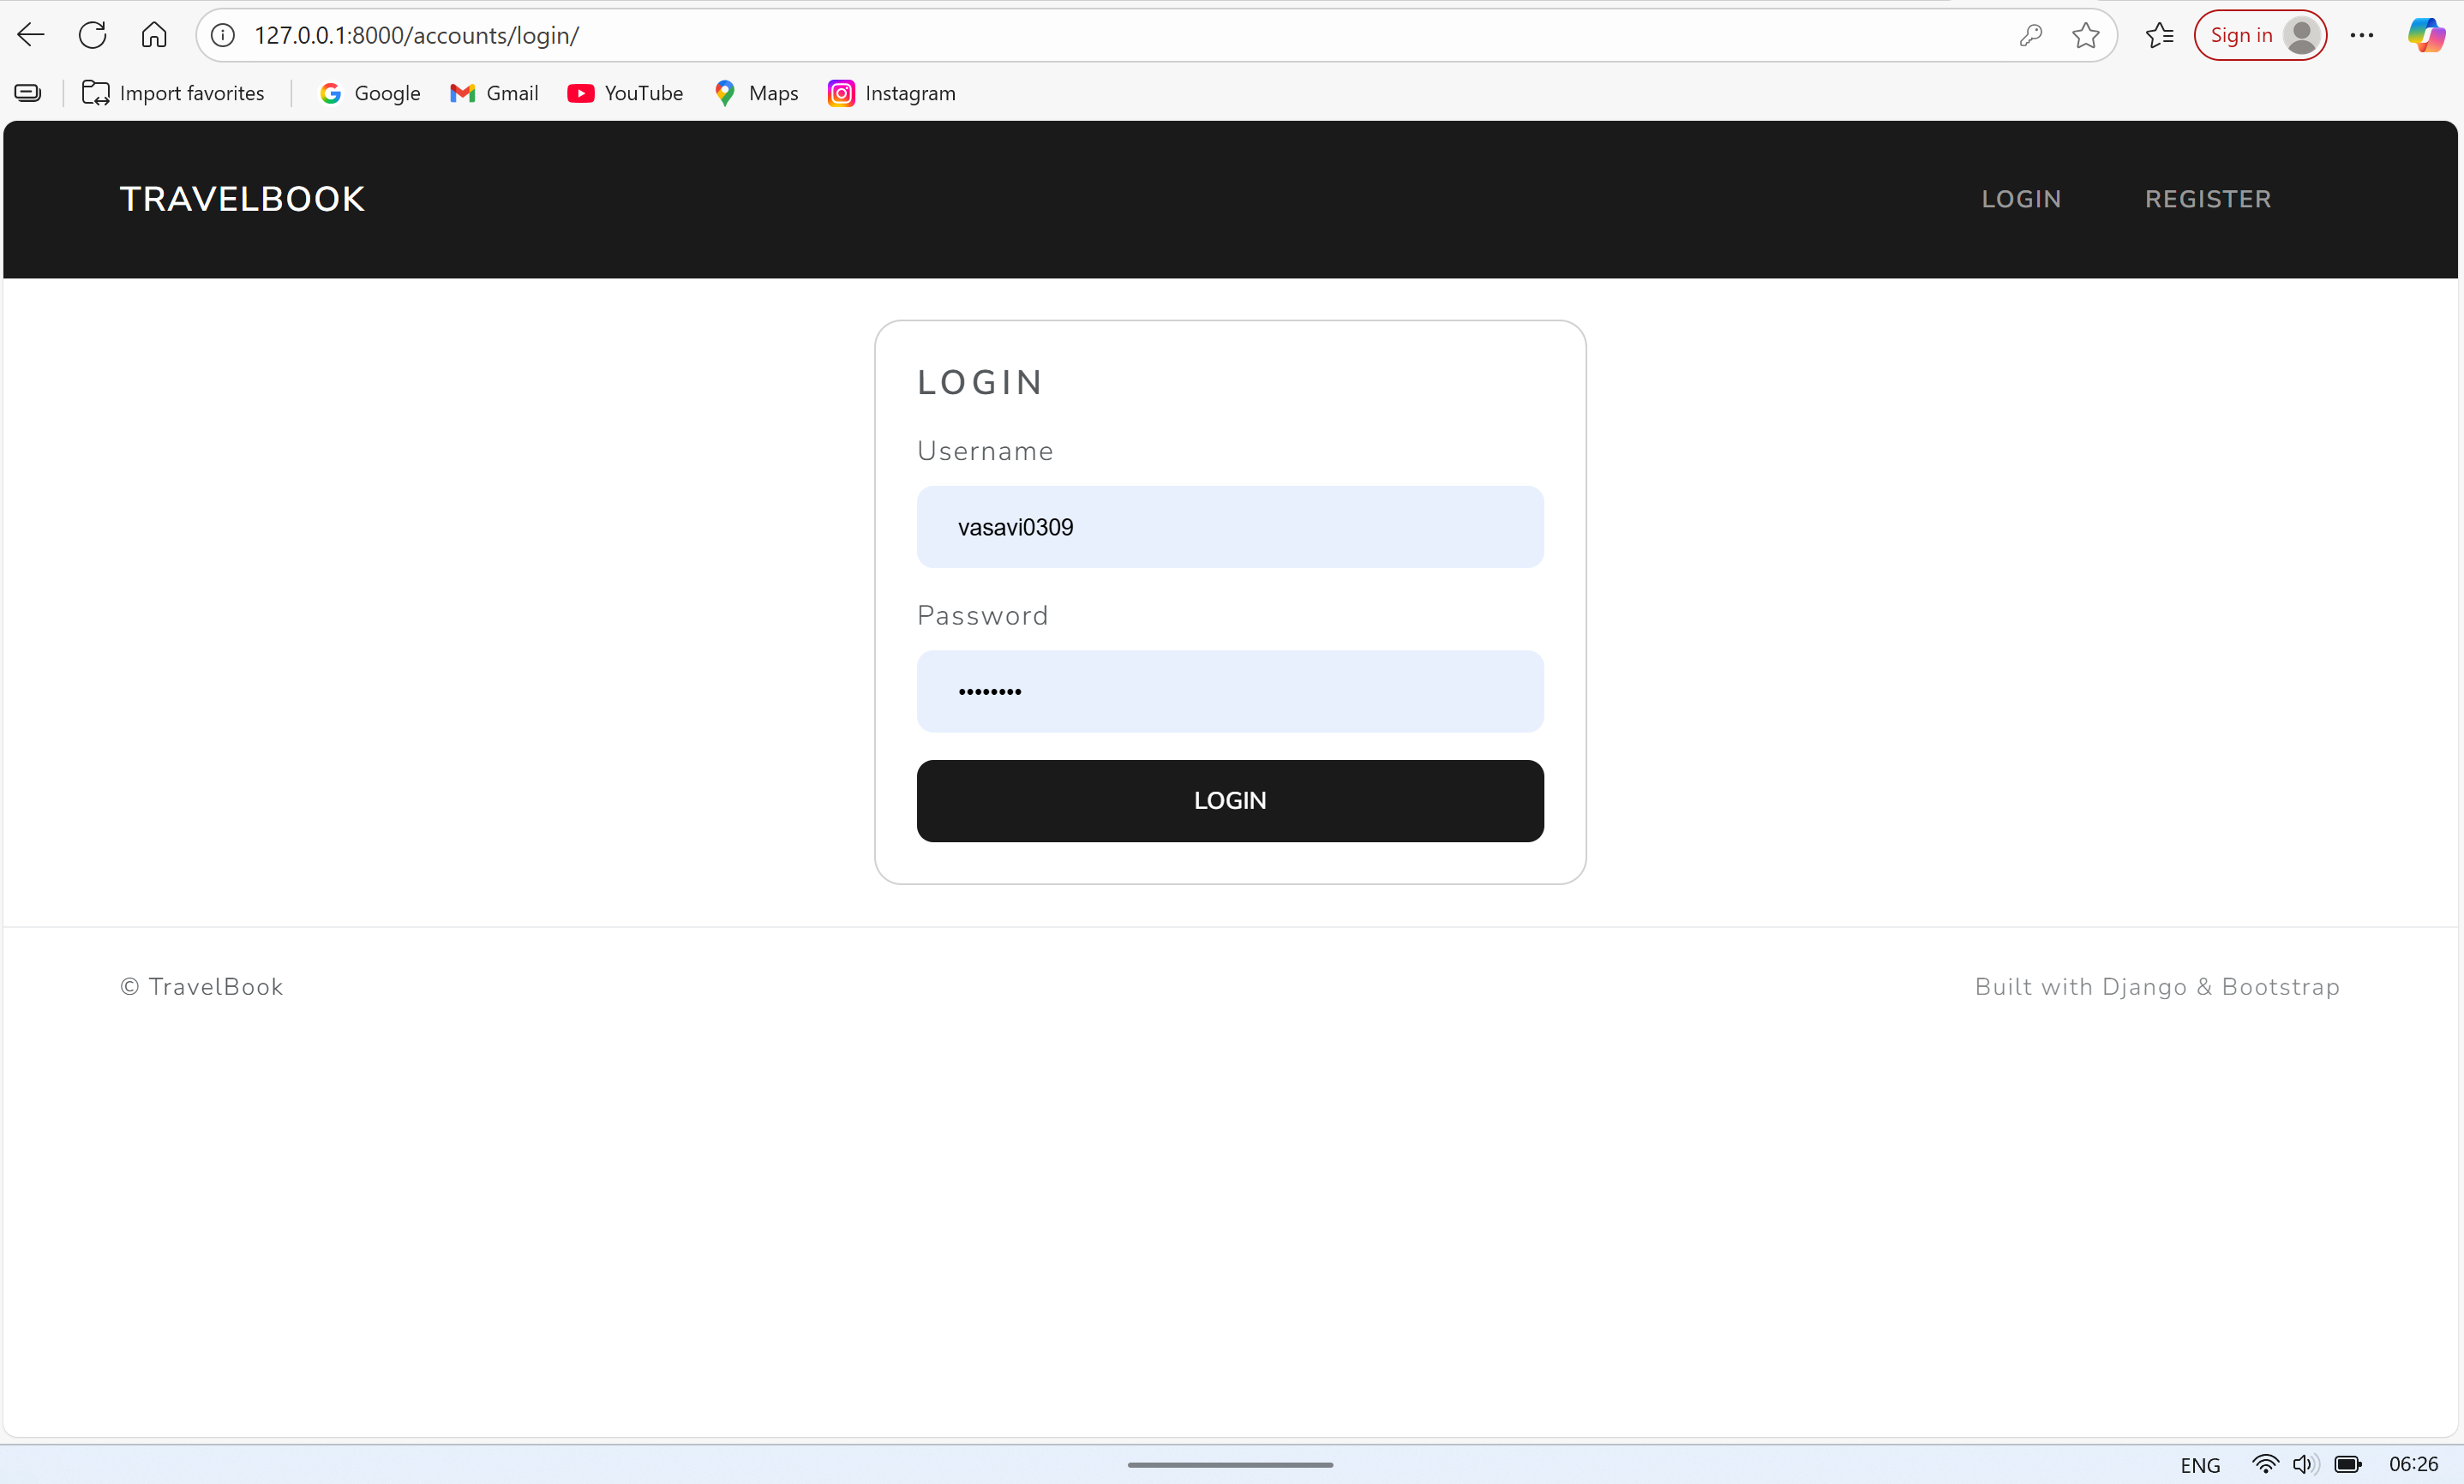 127.0.0.1:8000/accounts/login/
Sign in
Import favorites
Google
Gmail
YouTube
Maps
Instagram
TRAVELBOOK
LOGIN
REGISTER
LOGIN
Username
vasavi0309
Password
••••••••
LOGIN
© TravelBook
Built with Django & Bootstrap
ENG
06:26